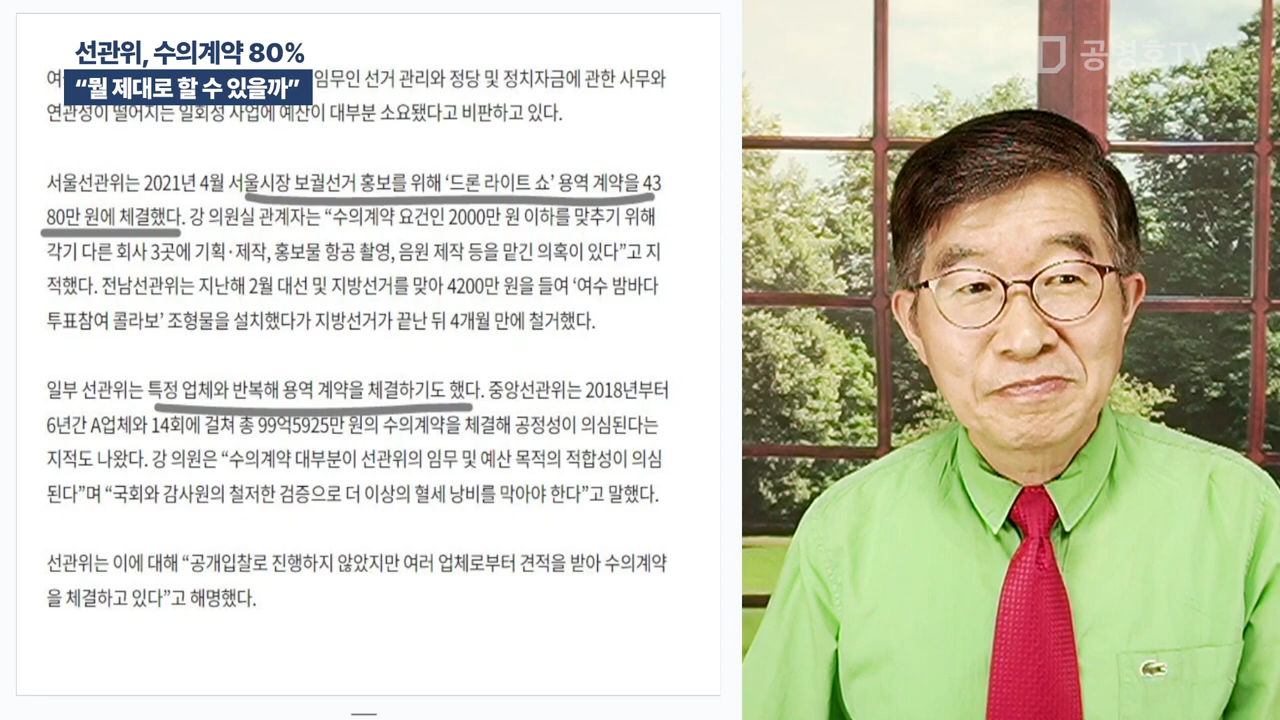 선관위, 수의계약 80%
“뭘 제대로 할 수 있을까”
공병호TV
임무인 선거 관리와 정당 및 정치자금에 관한 사무와
연관성이 떨어지는 일회성 사업에 예산이 대부분 소요됐다고 비판하고 있다.
서울선관위는 2021년 4월 서울시장 보궐선거 홍보를 위해 ‘드론 라이트 쇼’ 용역 계약을 43
80만 원에 체결했다. 강 의원실 관계자는 “수의계약 요건인 2000만 원 이하를 맞추기 위해
각기 다른 회사 3곳에 기획·제작, 홍보물 항공 촬영, 음원 제작 등을 맡긴 의혹이 있다”고 지
적했다. 전남선관위는 지난해 2월 대선 및 지방선거를 맞아 4200만 원을 들여 ‘여수 밤바다
투표참여 콜라보’ 조형물을 설치했다가 지방선거가 끝난 뒤 4개월 만에 철거했다.
일부 선관위는 특정 업체와 반복해 용역 계약을 체결하기도 했다. 중앙선관위는 2018년부터
6년간 A업체와 14회에 걸쳐 총 99억5925만 원의 수의계약을 체결해 공정성이 의심된다는
지적도 나왔다. 강 의원은 “수의계약 대부분이 선관위의 임무 및 예산 목적의 적합성이 의심
된다”며 “국회와 감사원의 철저한 검증으로 더 이상의 혈세 낭비를 막아야 한다”고 말했다.
선관위는 이에 대해 “공개입찰로 진행하지 않았지만 여러 업체로부터 견적을 받아 수의계약
을 체결하고 있다”고 해명했다.